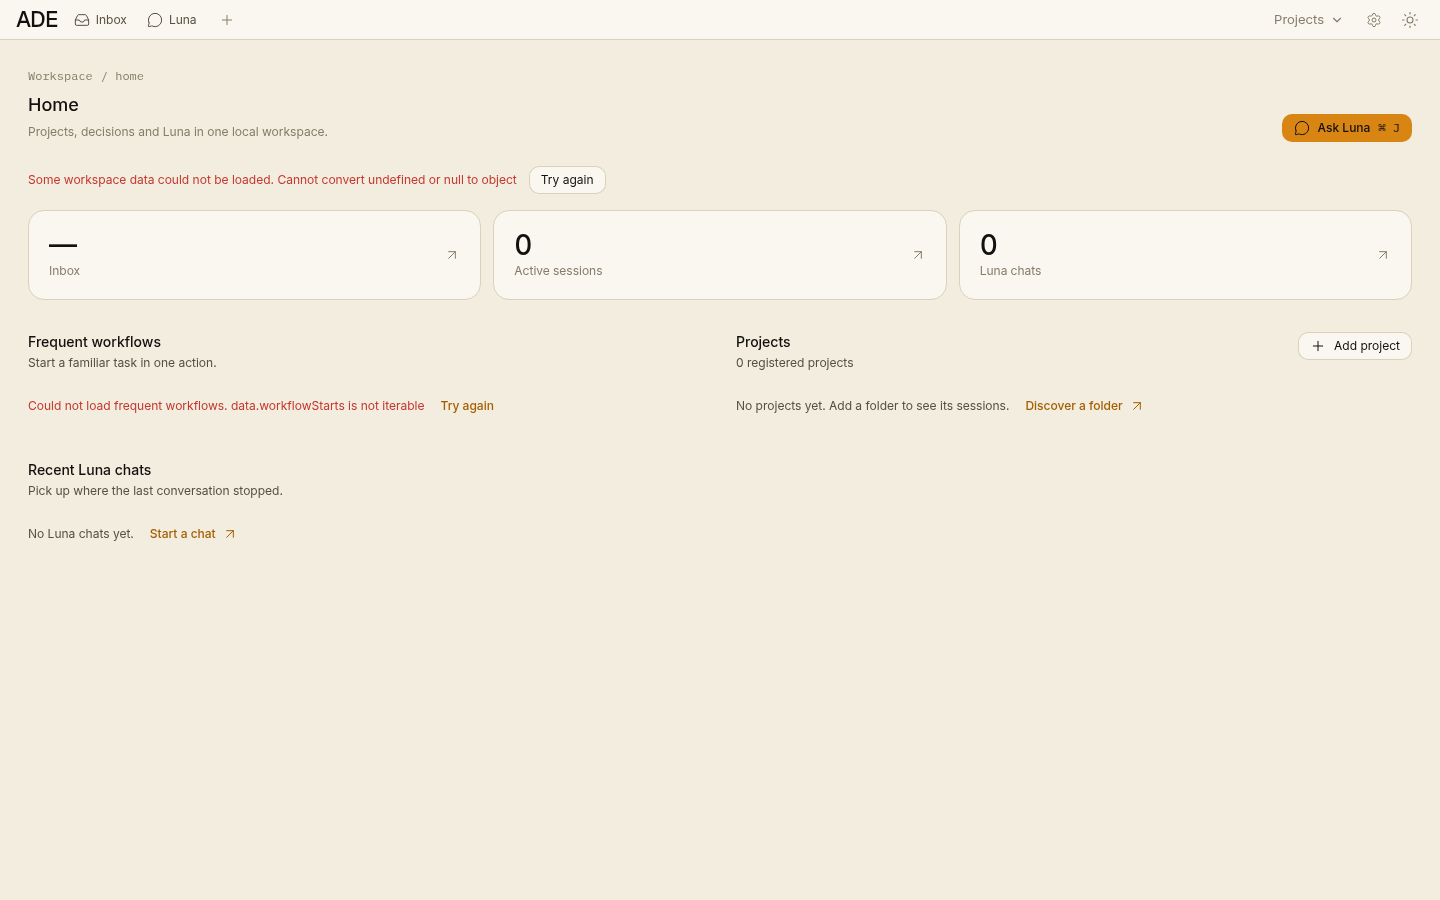 ADE Inbox Luna Projects
Workspace / home
Home
Projects, decisions and Luna in one local workspace.
Ask Luna ⌘ J
Some workspace data could not be loaded. Cannot convert undefined or null to object Try again
— 0 0
Inbox Active sessions Luna chats
Frequent workflows
Start a familiar task in one action.
Could not load frequent workflows. data.workflowStarts is not iterable Try again
Projects
0 registered projects
Add project
No projects yet. Add a folder to see its sessions. Discover a folder
Recent Luna chats
Pick up where the last conversation stopped.
No Luna chats yet. Start a chat